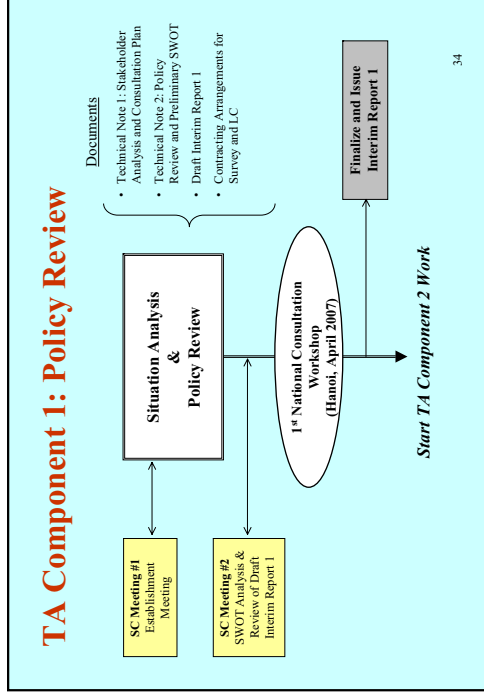 TA Component 1: Policy Review
SC Meeting #1
Establishment
Meeting
SC Meeting #2
SWOT Analysis &
Review of Draft
Interim Report 1
Situation Analysis
&
Policy Review
1st National Consultation
Workshop
(Hanoi, April 2007)
Start TA Component 2 Work
Documents
• Technical Note 1: Stakeholder
Analysis and Consultation Plan
• Technical Note 2: Policy
Review and Preliminary SWOT
• Draft Interim Report 1
• Contracting Arrangements for
Survey and LC
Finalize and Issue
Interim Report 1
34